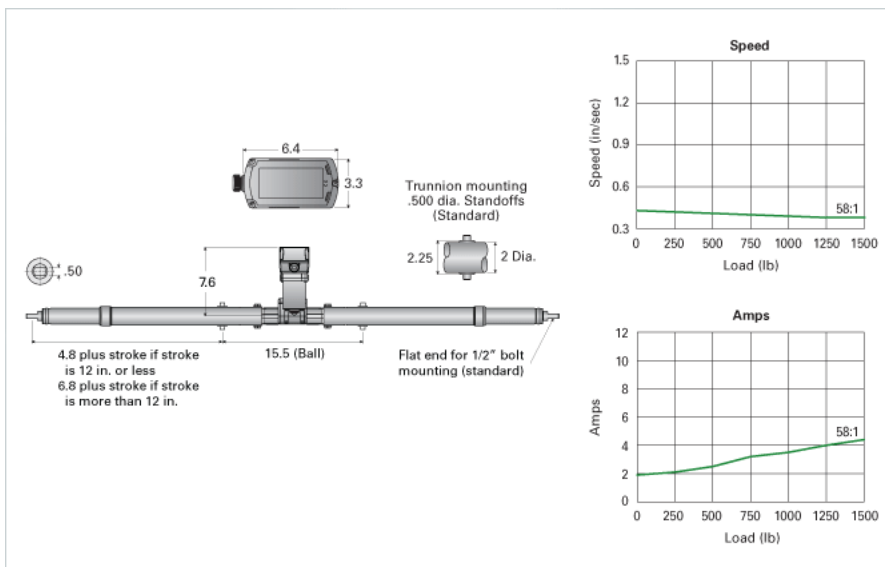 6.4
3.3
Trunnion mounting
.500 dia. Standoffs
(Standard)
2.25
2 Dia.
.50
7.6
4.8 plus stroke if stroke
is 12 in. or less
6.8 plus stroke if stroke
is more than 12 in.
15.5 (Ball)
Flat end for 1/2" bolt
mounting (standard)
Speed
1.5
1.2
0.9
0.6
0.3
Speed (in/sec)
58:1
0 250 500 750 1000 1250 1500
Load (lb)
Amps
12
10
8
6
4
2
0
Amps
58:1
0 250 500 750 1000 1250 1500
Load (lb)